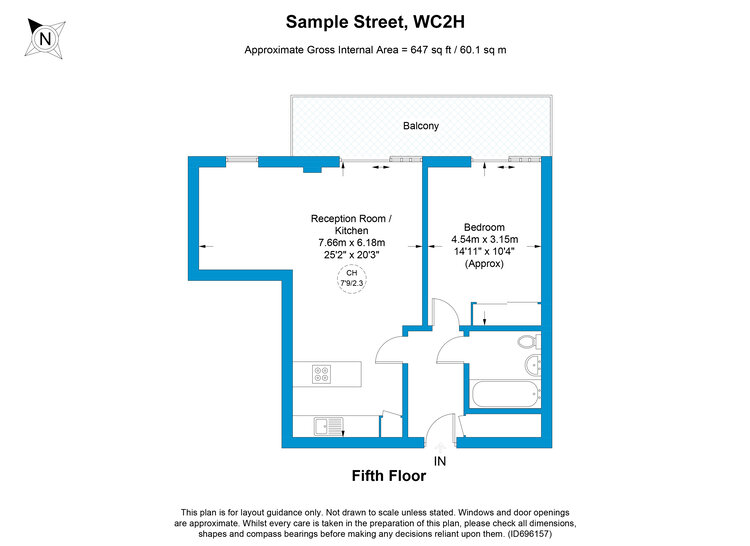 Sample Street, WC2H
Approximate Gross Internal Area = 647 sq ft / 60.1 sq m
N
Balcony
Reception Room /
Kitchen
7.66m x 6.18m
25'2" x 20'3"
CH
7'9/2.3
Bedroom
4.54m x 3.15m
14'11" x 10'4"
(Approx)
IN
Fifth Floor
This plan is for layout guidance only. Not drawn to scale unless stated. Windows and door openings
are approximate. Whilst every care is taken in the preparation of this plan, please check all dimensions,
shapes and compass bearings before making any decisions reliant upon them. (ID696157)